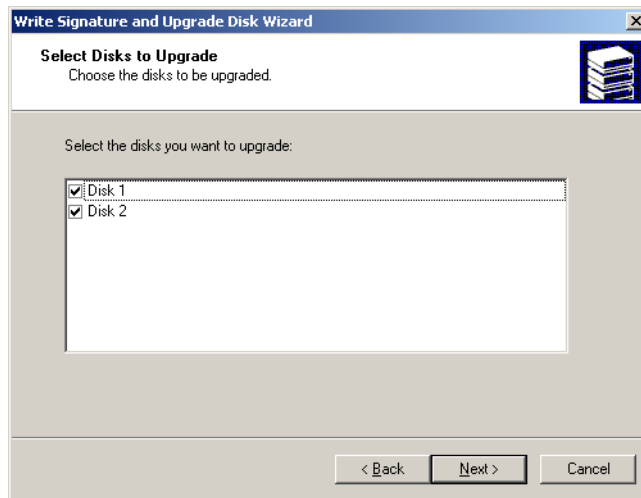 Write Signature and Upgrade Disk Wizard
Select Disks to Upgrade
Choose the disks to be upgraded.
Select the disks you want to upgrade:
Disk 1
Disk 2
< Back
Next >
Cancel